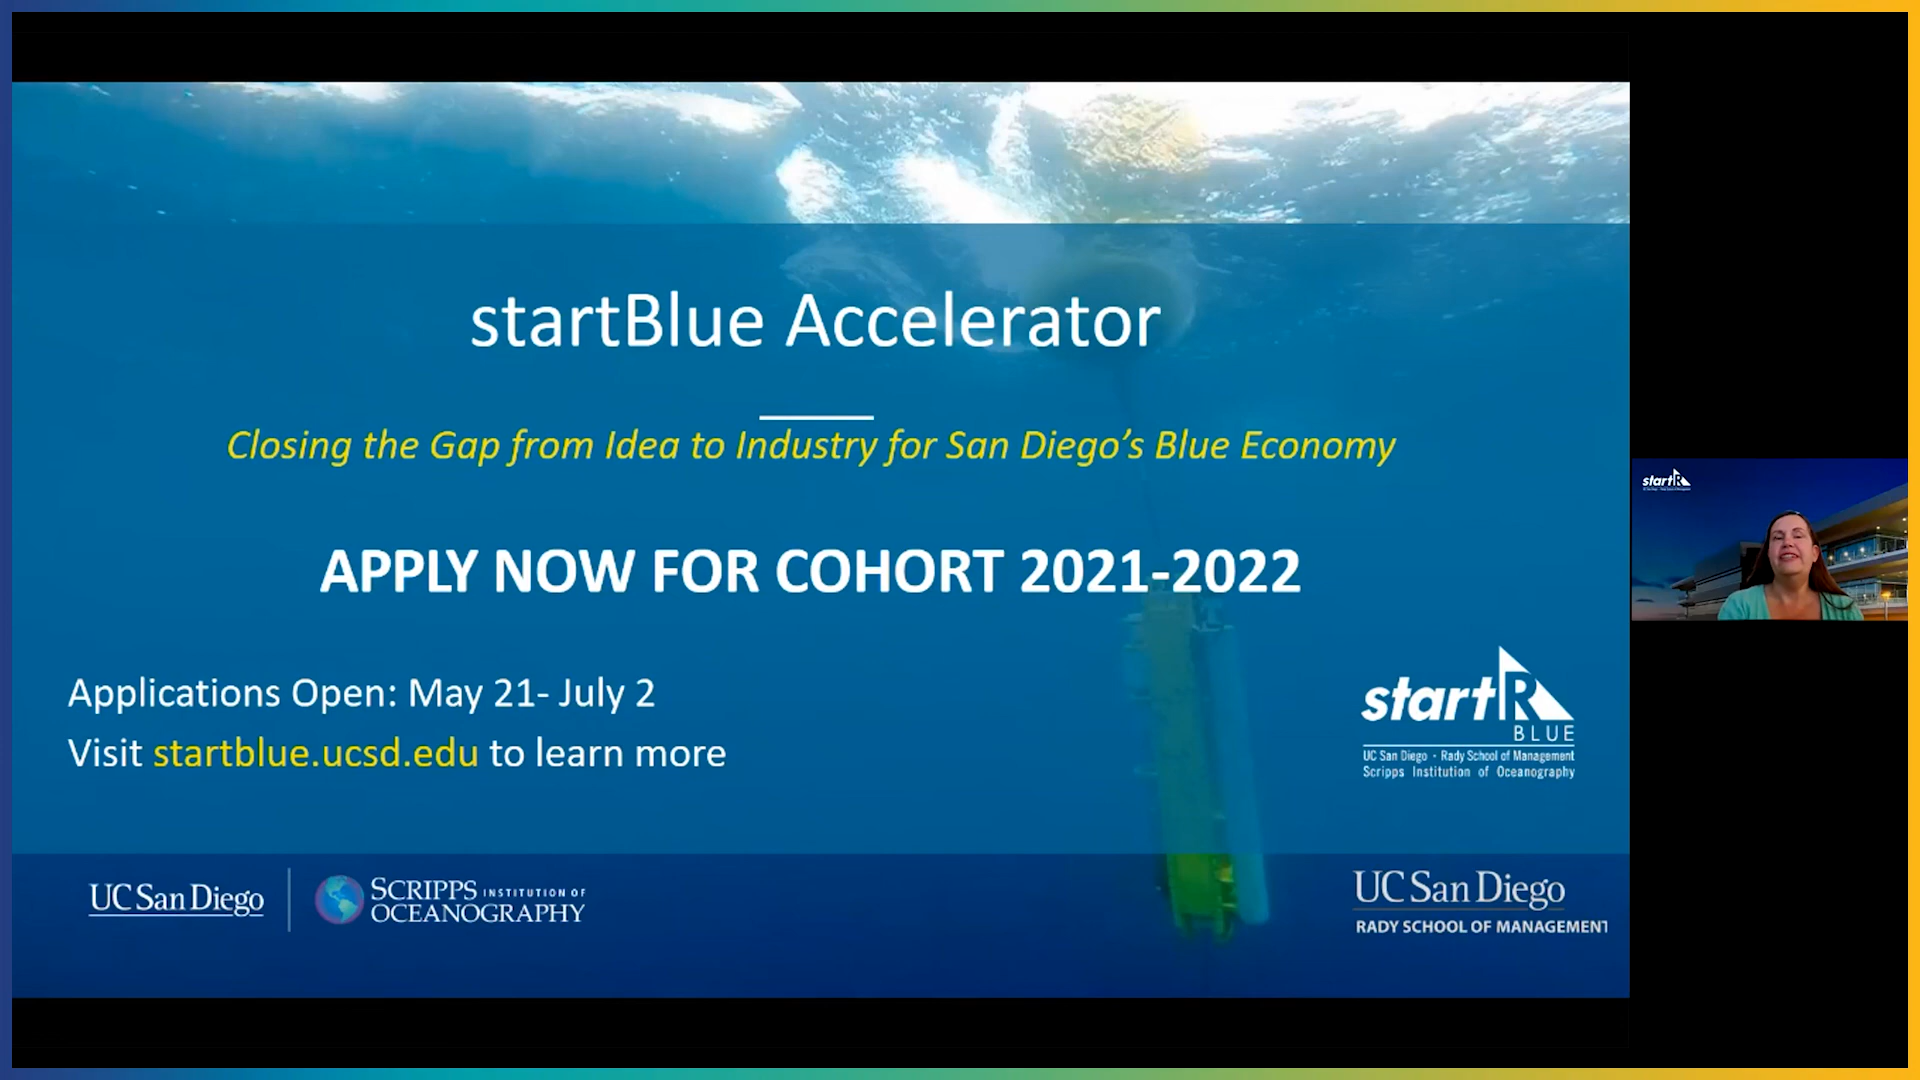 startBlue Accelerator
Closing the Gap from Idea to Industry for San Diego's Blue Economy
APPLY NOW FOR COHORT 2021-2022
Applications Open: May 21- July 2
Visit startblue.ucsd.edu to learn more
startR
BLUE
UC San Diego - Rady School of Management
Scripps Institution of Oceanography
UC San Diego
SCRIPPS INSTITUTION OF
OCEANOGRAPHY
UC San Diego
RADY SCHOOL OF MANAGEMENT
startR